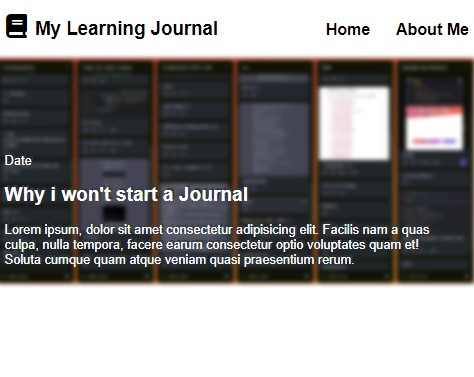 My Learning Journal
Home
About Me
Date
Why i won't start a Journal
Lorem ipsum, dolor sit amet consectetur adipisicing elit. Facilis nam a quas
culpa, nulla tempora, facere earum consectetur optio voluptates quam et!
Soluta cumque quam atque veniam quasi praesentium rerum.